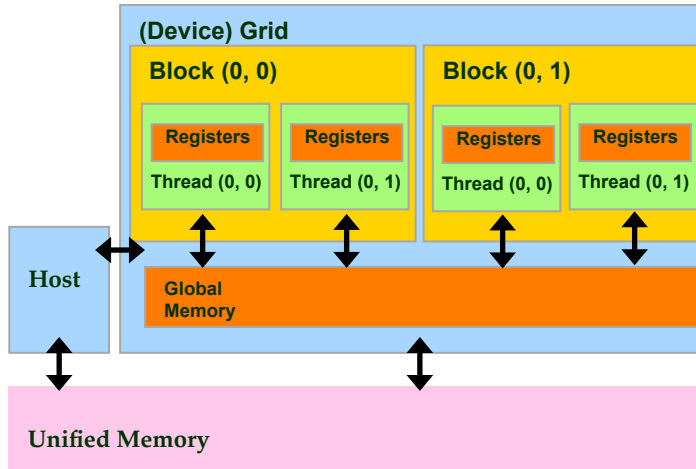 (Device) Grid
Block (0, 0)
Block (0, 1)
Registers
Registers
Registers
Registers
Thread (0, 0)
Thread (0, 1)
Thread (0, 0)
Thread (0, 1)
Host
Global
Memory
Unified Memory